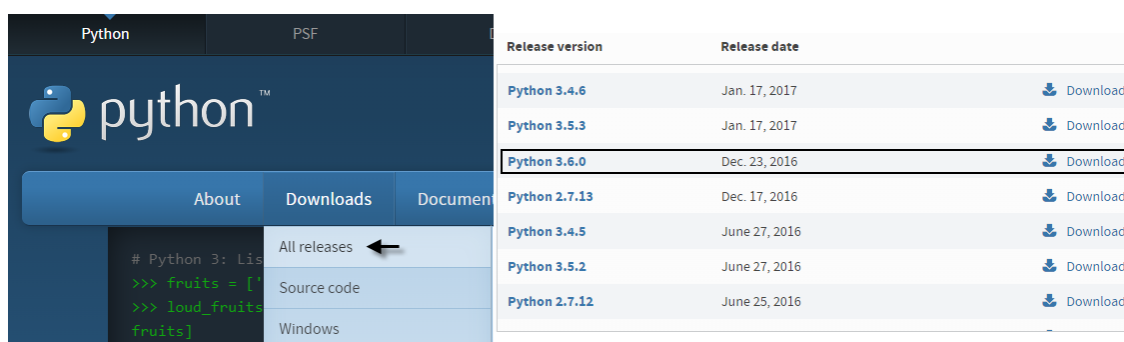 Python PSF
python™
About Downloads Document
All releases
Source code
Windows
# Python 3: Lis
>>> fruits = ['
>>> loud_fruits
fruits]
Release version Release date
Python 3.4.6 Jan. 17, 2017 Download
Python 3.5.3 Jan. 17, 2017 Download
Python 3.6.0 Dec. 23, 2016 Download
Python 2.7.13 Dec. 17, 2016 Download
Python 3.4.5 June 27, 2016 Download
Python 3.5.2 June 27, 2016 Download
Python 2.7.12 June 25, 2016 Download